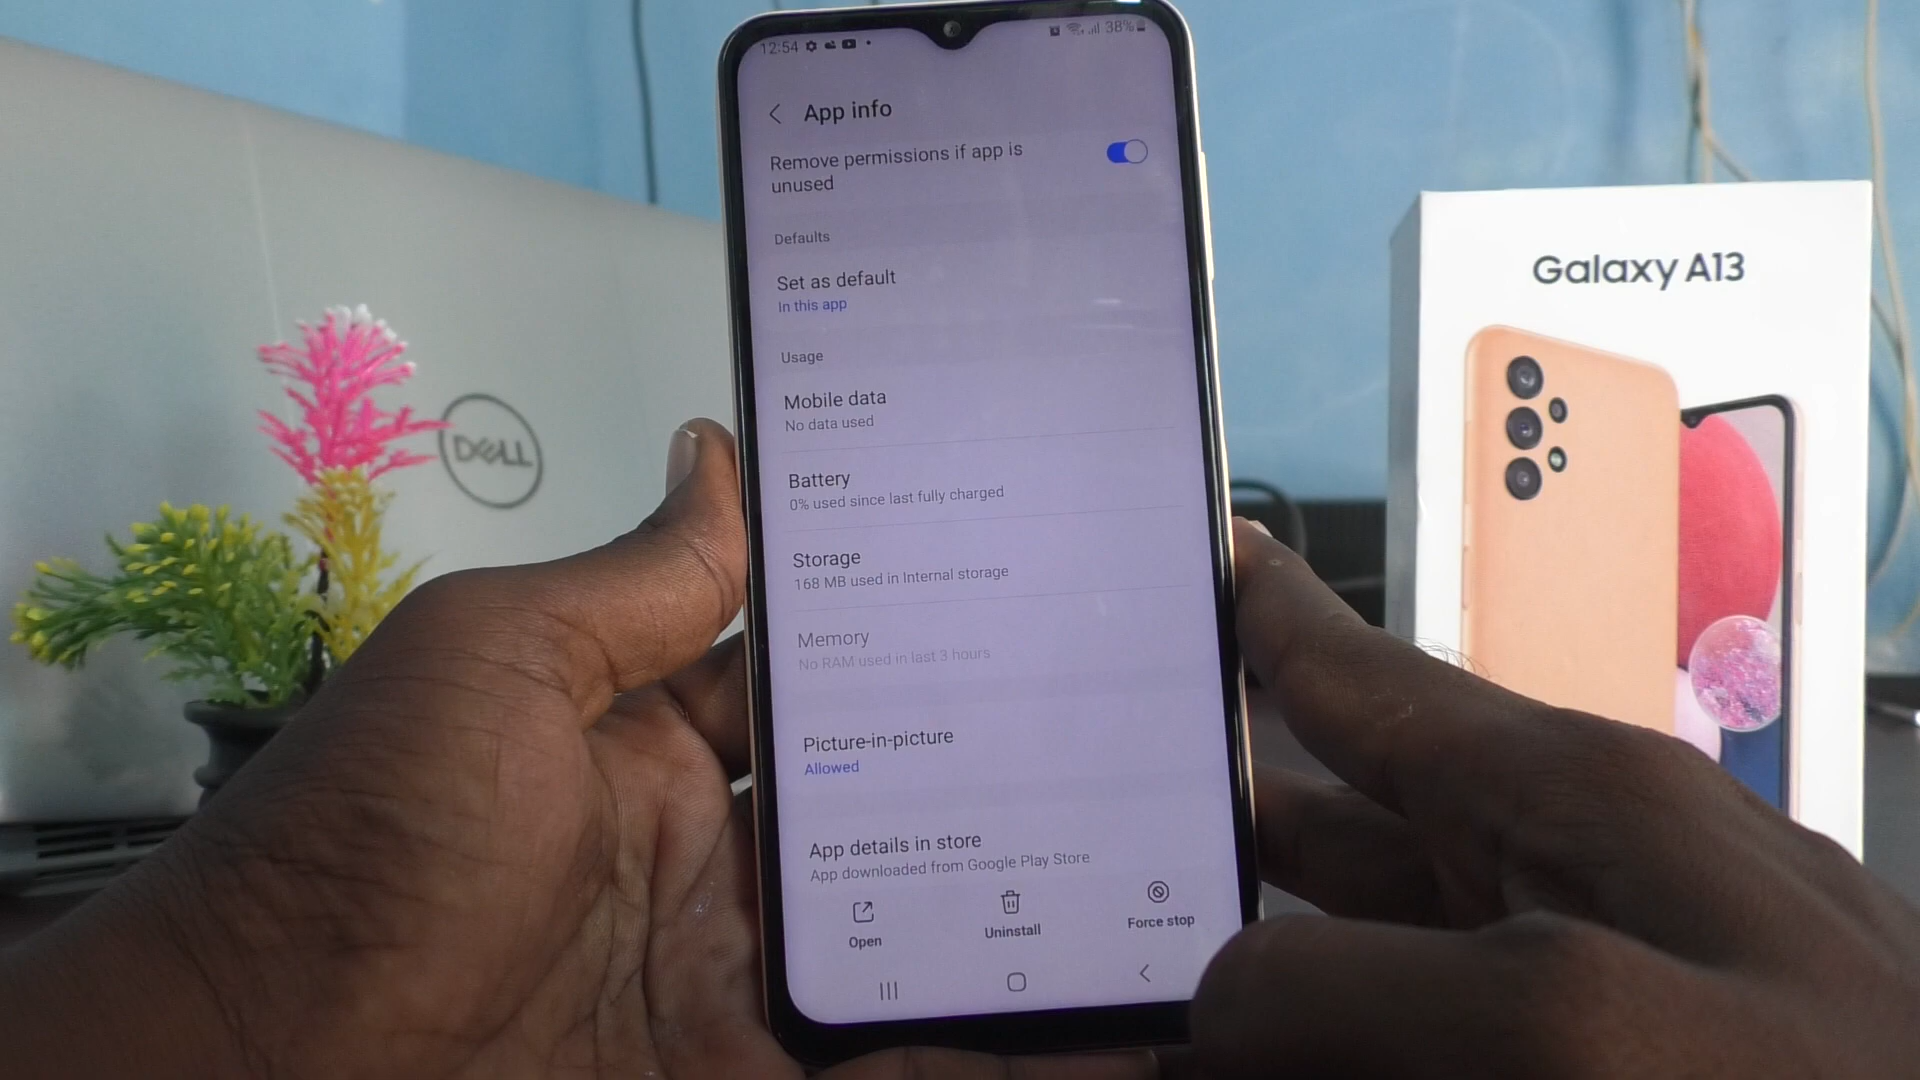 12:54
38%
App info
Remove permissions if app is
unused
Defaults
Set as default
In this app
Usage
Mobile data
No data used
Battery
0% used since last fully charged
Storage
168 MB used in Internal storage
Memory
No RAM used in last 3 hours
Picture-in-picture
Allowed
App details in store
App downloaded from Google Play Store
Open
Uninstall
Force stop
DELL
Galaxy A13